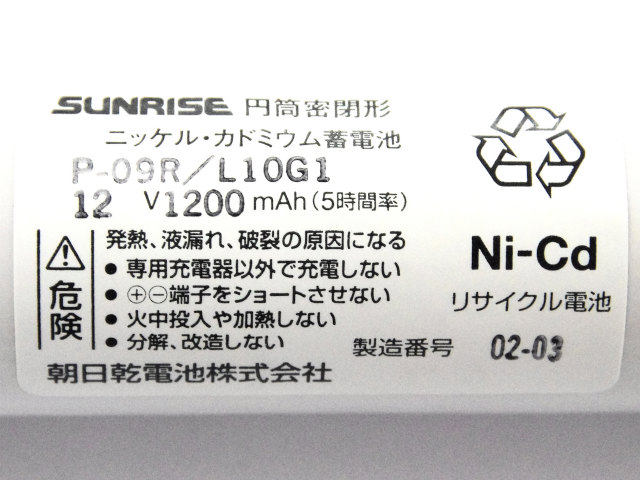 SUNRISE 円筒密閉形
ニッケル・カドミウム蓄電池
P-09R/L10G1
12 V 1200 mAh (5時間率)
発熱、液漏れ、破裂の原因になる
危険
● 専用充電器以外で充電しない
● ⊕⊖端子をショートさせない
● 火中投入や加熱しない
● 分解、改造しない
朝日乾電池株式会社
Ni-Cd
リサイクル電池
製造番号 02-03